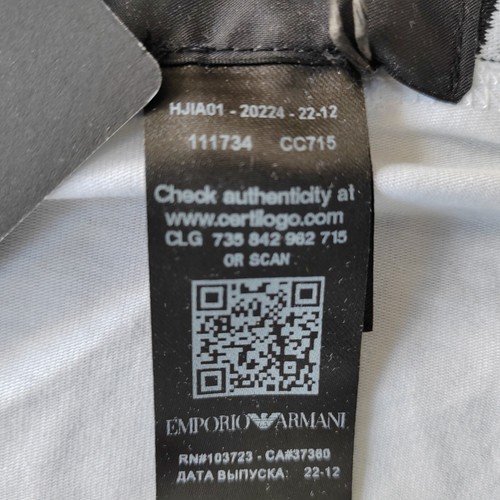 HJIA01 - 20224 - 22-12
111734 CC715
Check authenticity at
www.certilogo.com
CLG 735 842 962 715
OR SCAN
EMPORIO ARMANI
RN#103723 - CA#37360
ДАТА ВЫПУСКА: 22-12